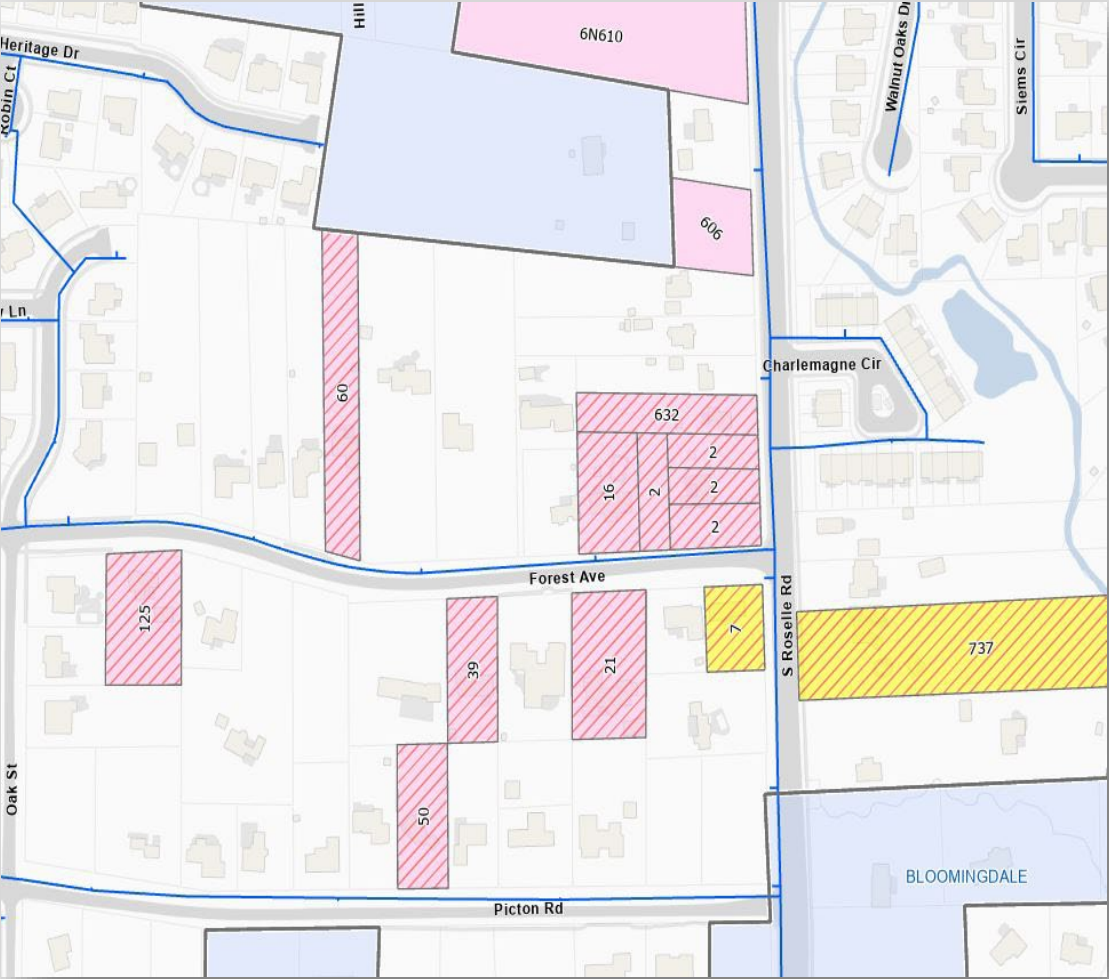 Hill
6N610
Heritage Dr
Robin Ct
Walnut Oaks Dr
Siems Cir
606
Ln
60
Charlemagne Cir
632
16
2
2
2
2
Forest Ave
125
39
21
7
S Roselle Rd
737
Oak St
50
BLOOMINGDALE
Picton Rd